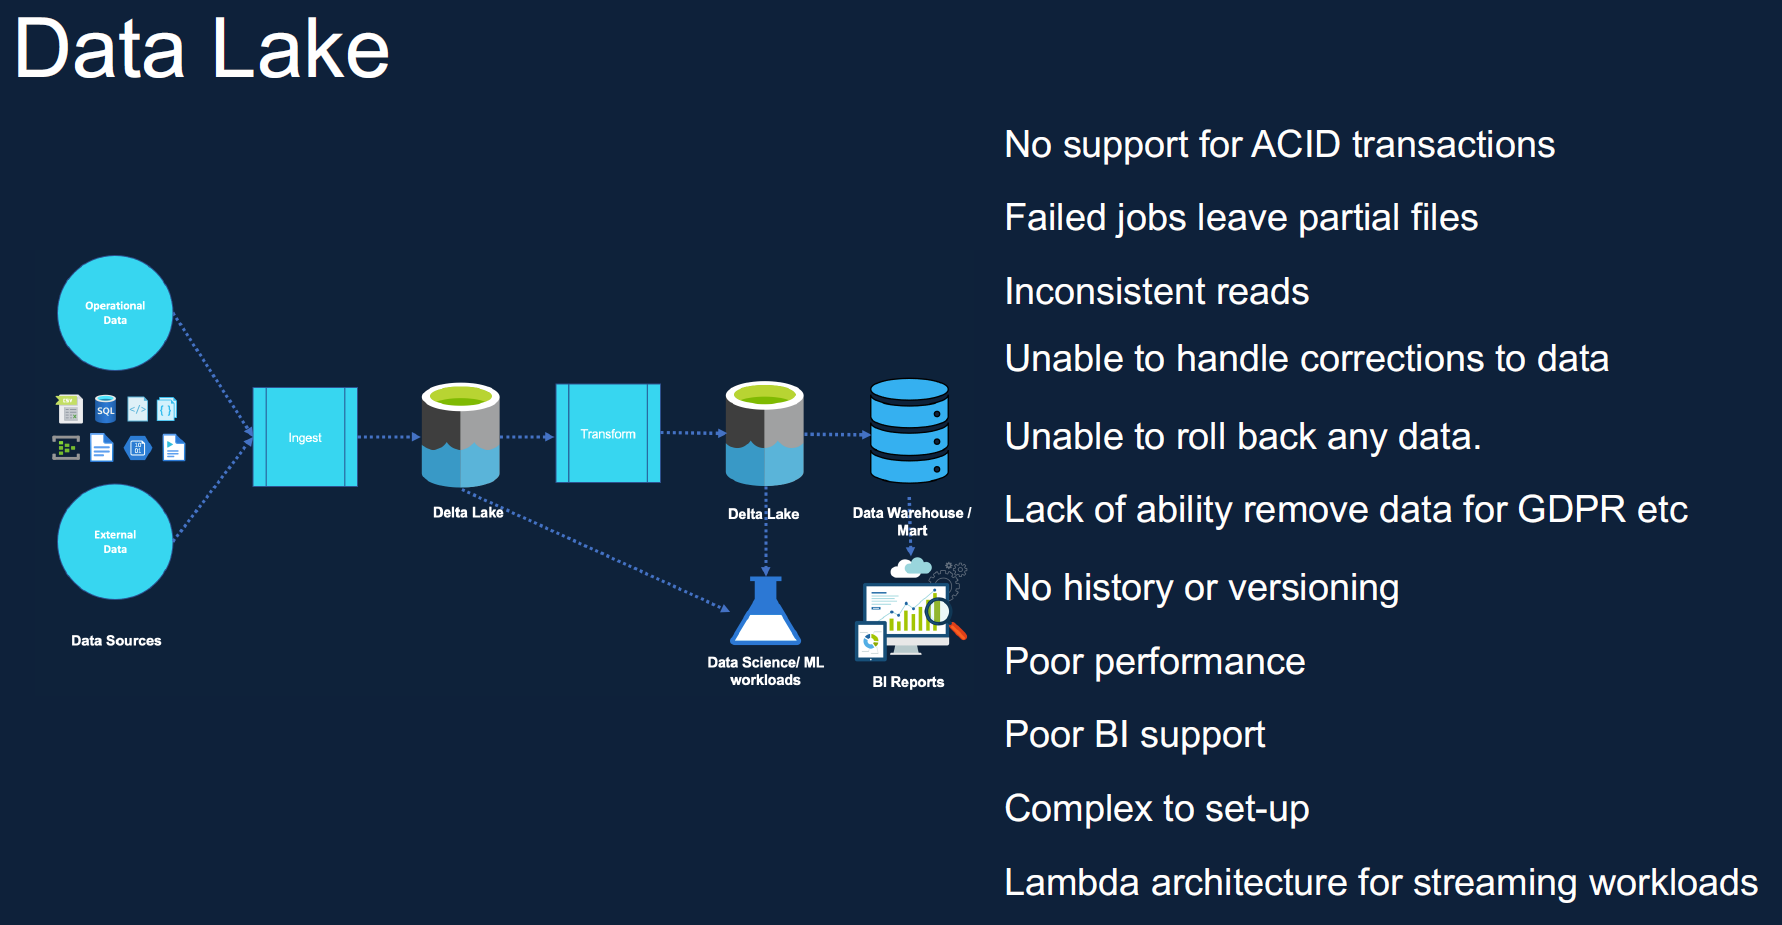 Data Lake
No support for ACID transactions
Failed jobs leave partial files
Inconsistent reads
Unable to handle corrections to data
Unable to roll back any data.
Lack of ability remove data for GDPR etc
No history or versioning
Poor performance
Poor BI support
Complex to set-up
Lambda architecture for streaming workloads
Operational
Data
SQL
</>
{ }
10
01
External
Data
Data Sources
Ingest
Delta Lake
Transform
Delta Lake
Data Warehouse /
Mart
Data Science/ ML
workloads
BI Reports